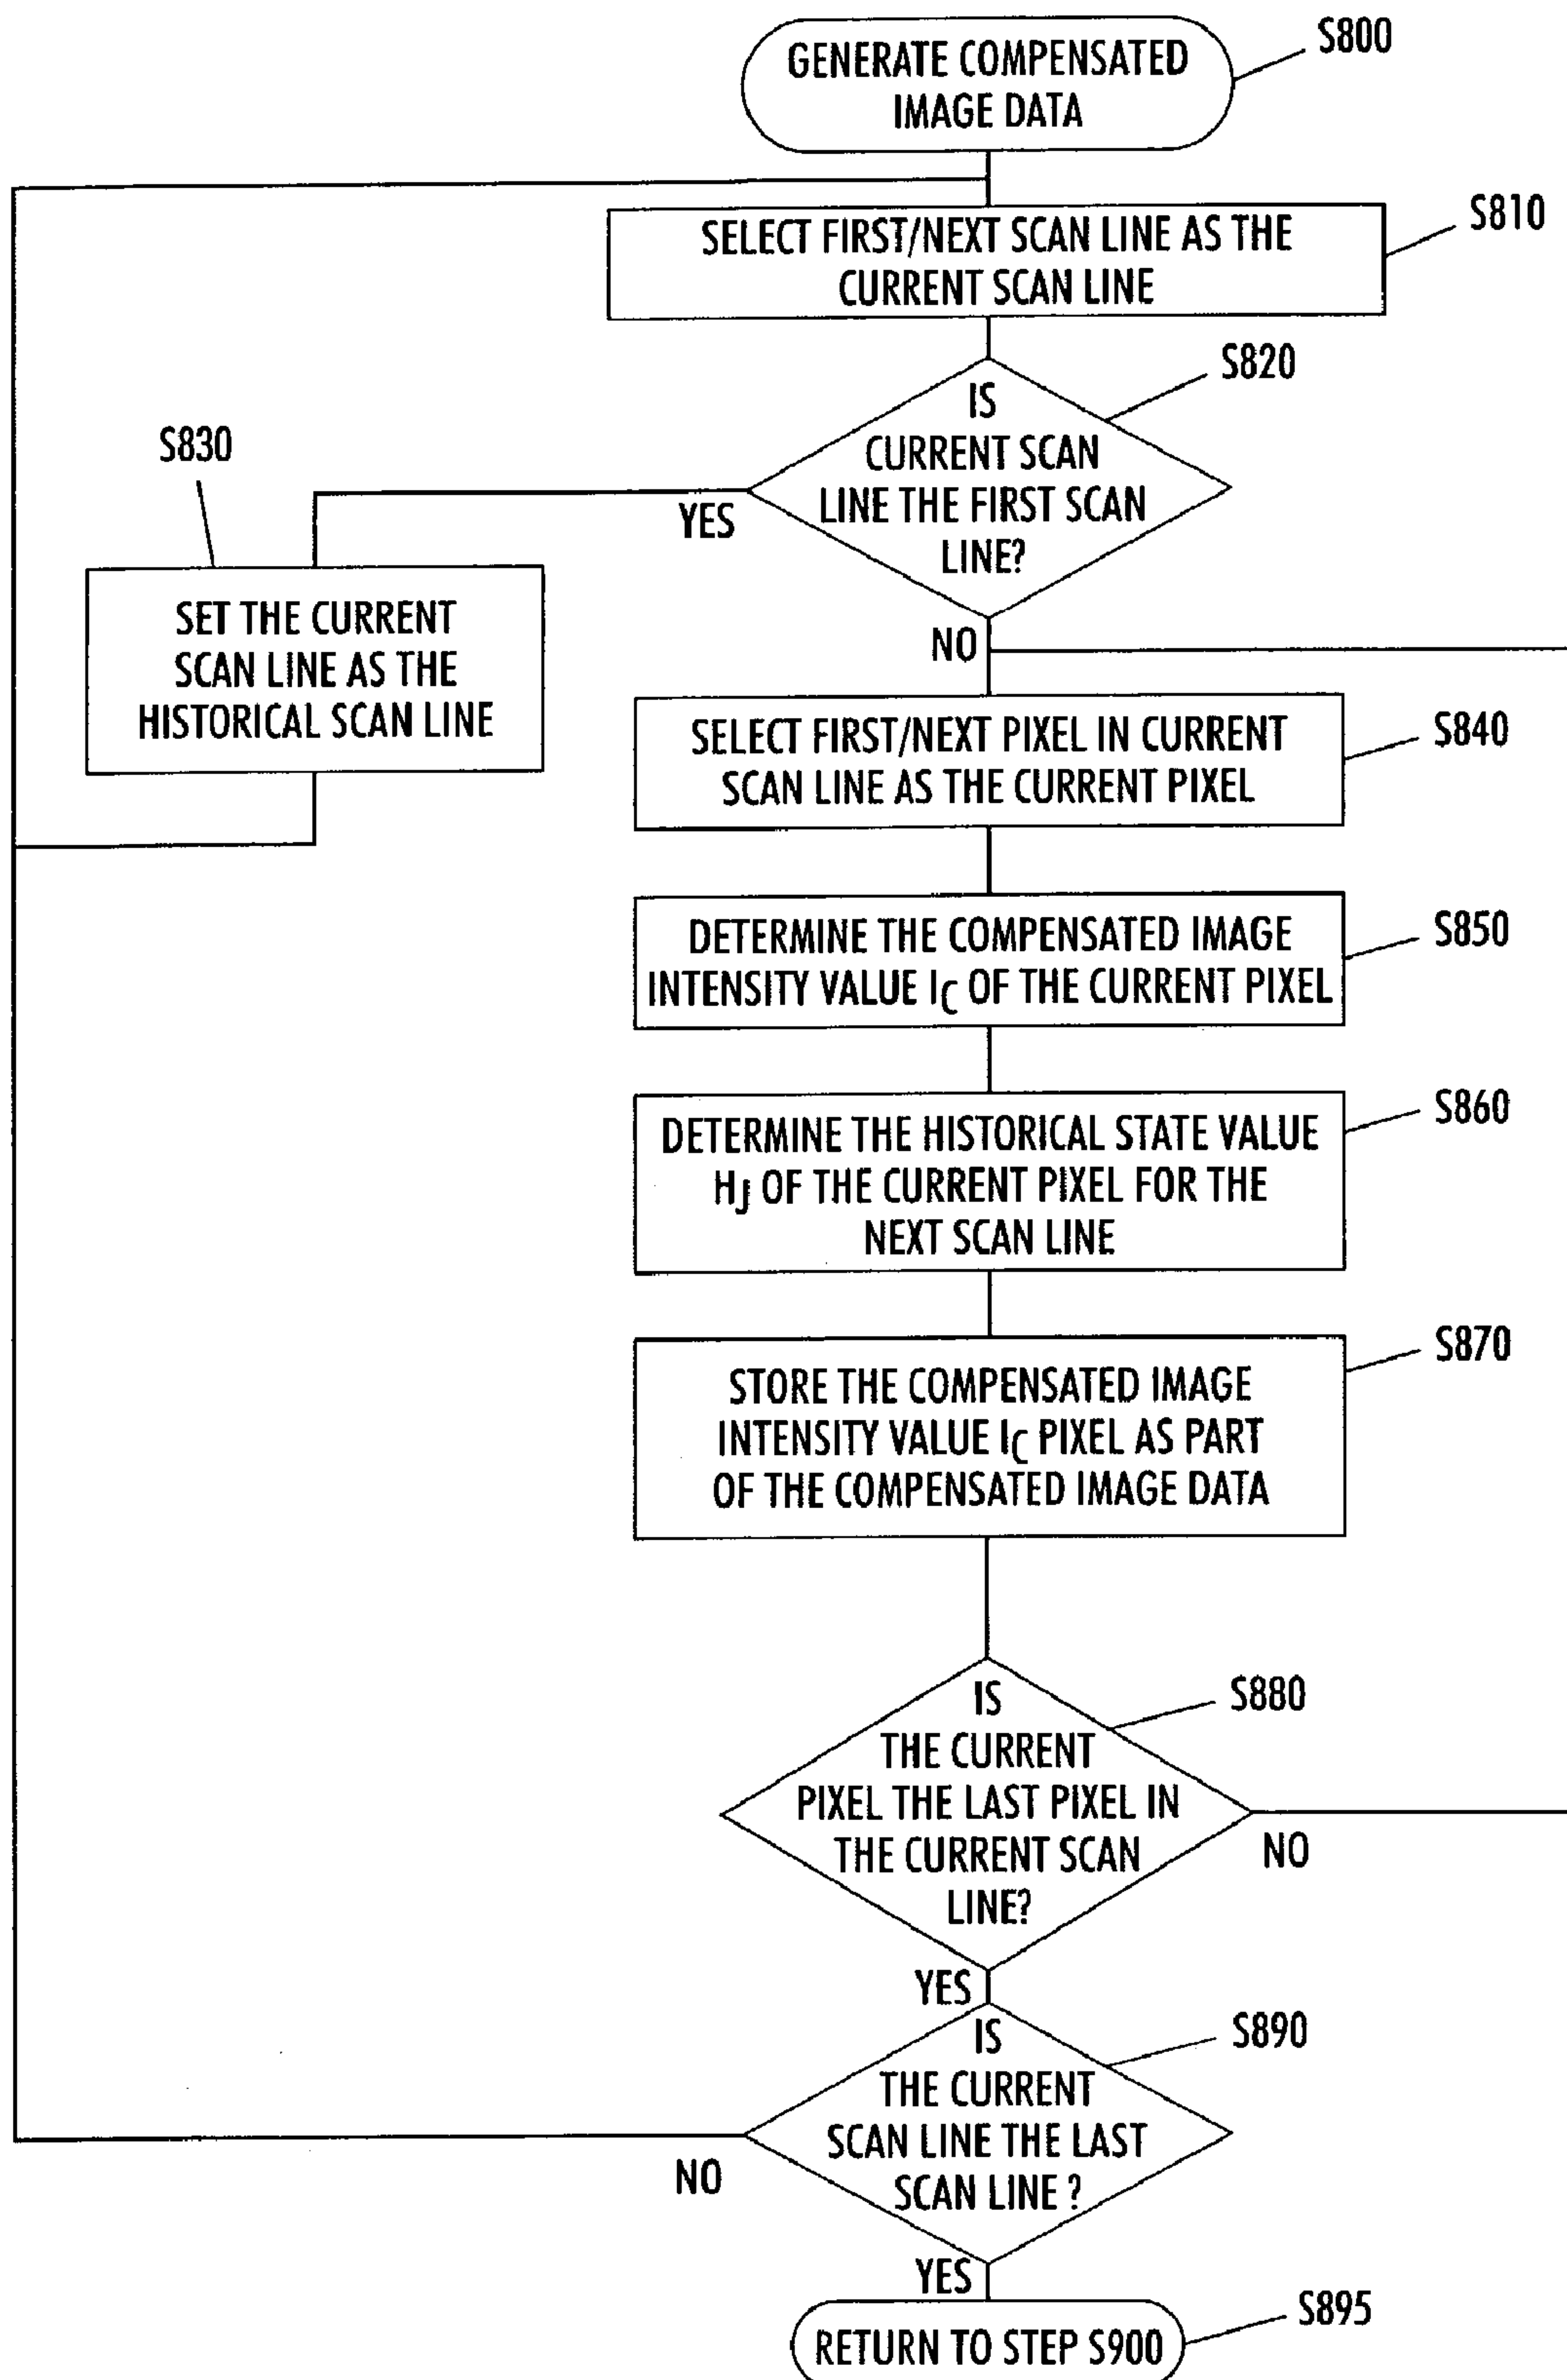 GENERATE COMPENSATED
IMAGE DATA
S800
SELECT FIRST/NEXT SCAN LINE AS THE
CURRENT SCAN LINE
S810
IS
CURRENT SCAN
LINE THE FIRST SCAN
LINE?
S820
YES
NO
S830
SET THE CURRENT
SCAN LINE AS THE
HISTORICAL SCAN LINE
SELECT FIRST/NEXT PIXEL IN CURRENT
SCAN LINE AS THE CURRENT PIXEL
S840
DETERMINE THE COMPENSATED IMAGE
INTENSITY VALUE IC OF THE CURRENT PIXEL
S850
DETERMINE THE HISTORICAL STATE VALUE
HJ OF THE CURRENT PIXEL FOR THE
NEXT SCAN LINE
S860
STORE THE COMPENSATED IMAGE
INTENSITY VALUE IC PIXEL AS PART
OF THE COMPENSATED IMAGE DATA
S870
IS
THE CURRENT
PIXEL THE LAST PIXEL IN
THE CURRENT SCAN
LINE?
S880
NO
YES
IS
THE CURRENT
SCAN LINE THE LAST
SCAN LINE ?
S890
NO
YES
RETURN TO STEP S900
S895